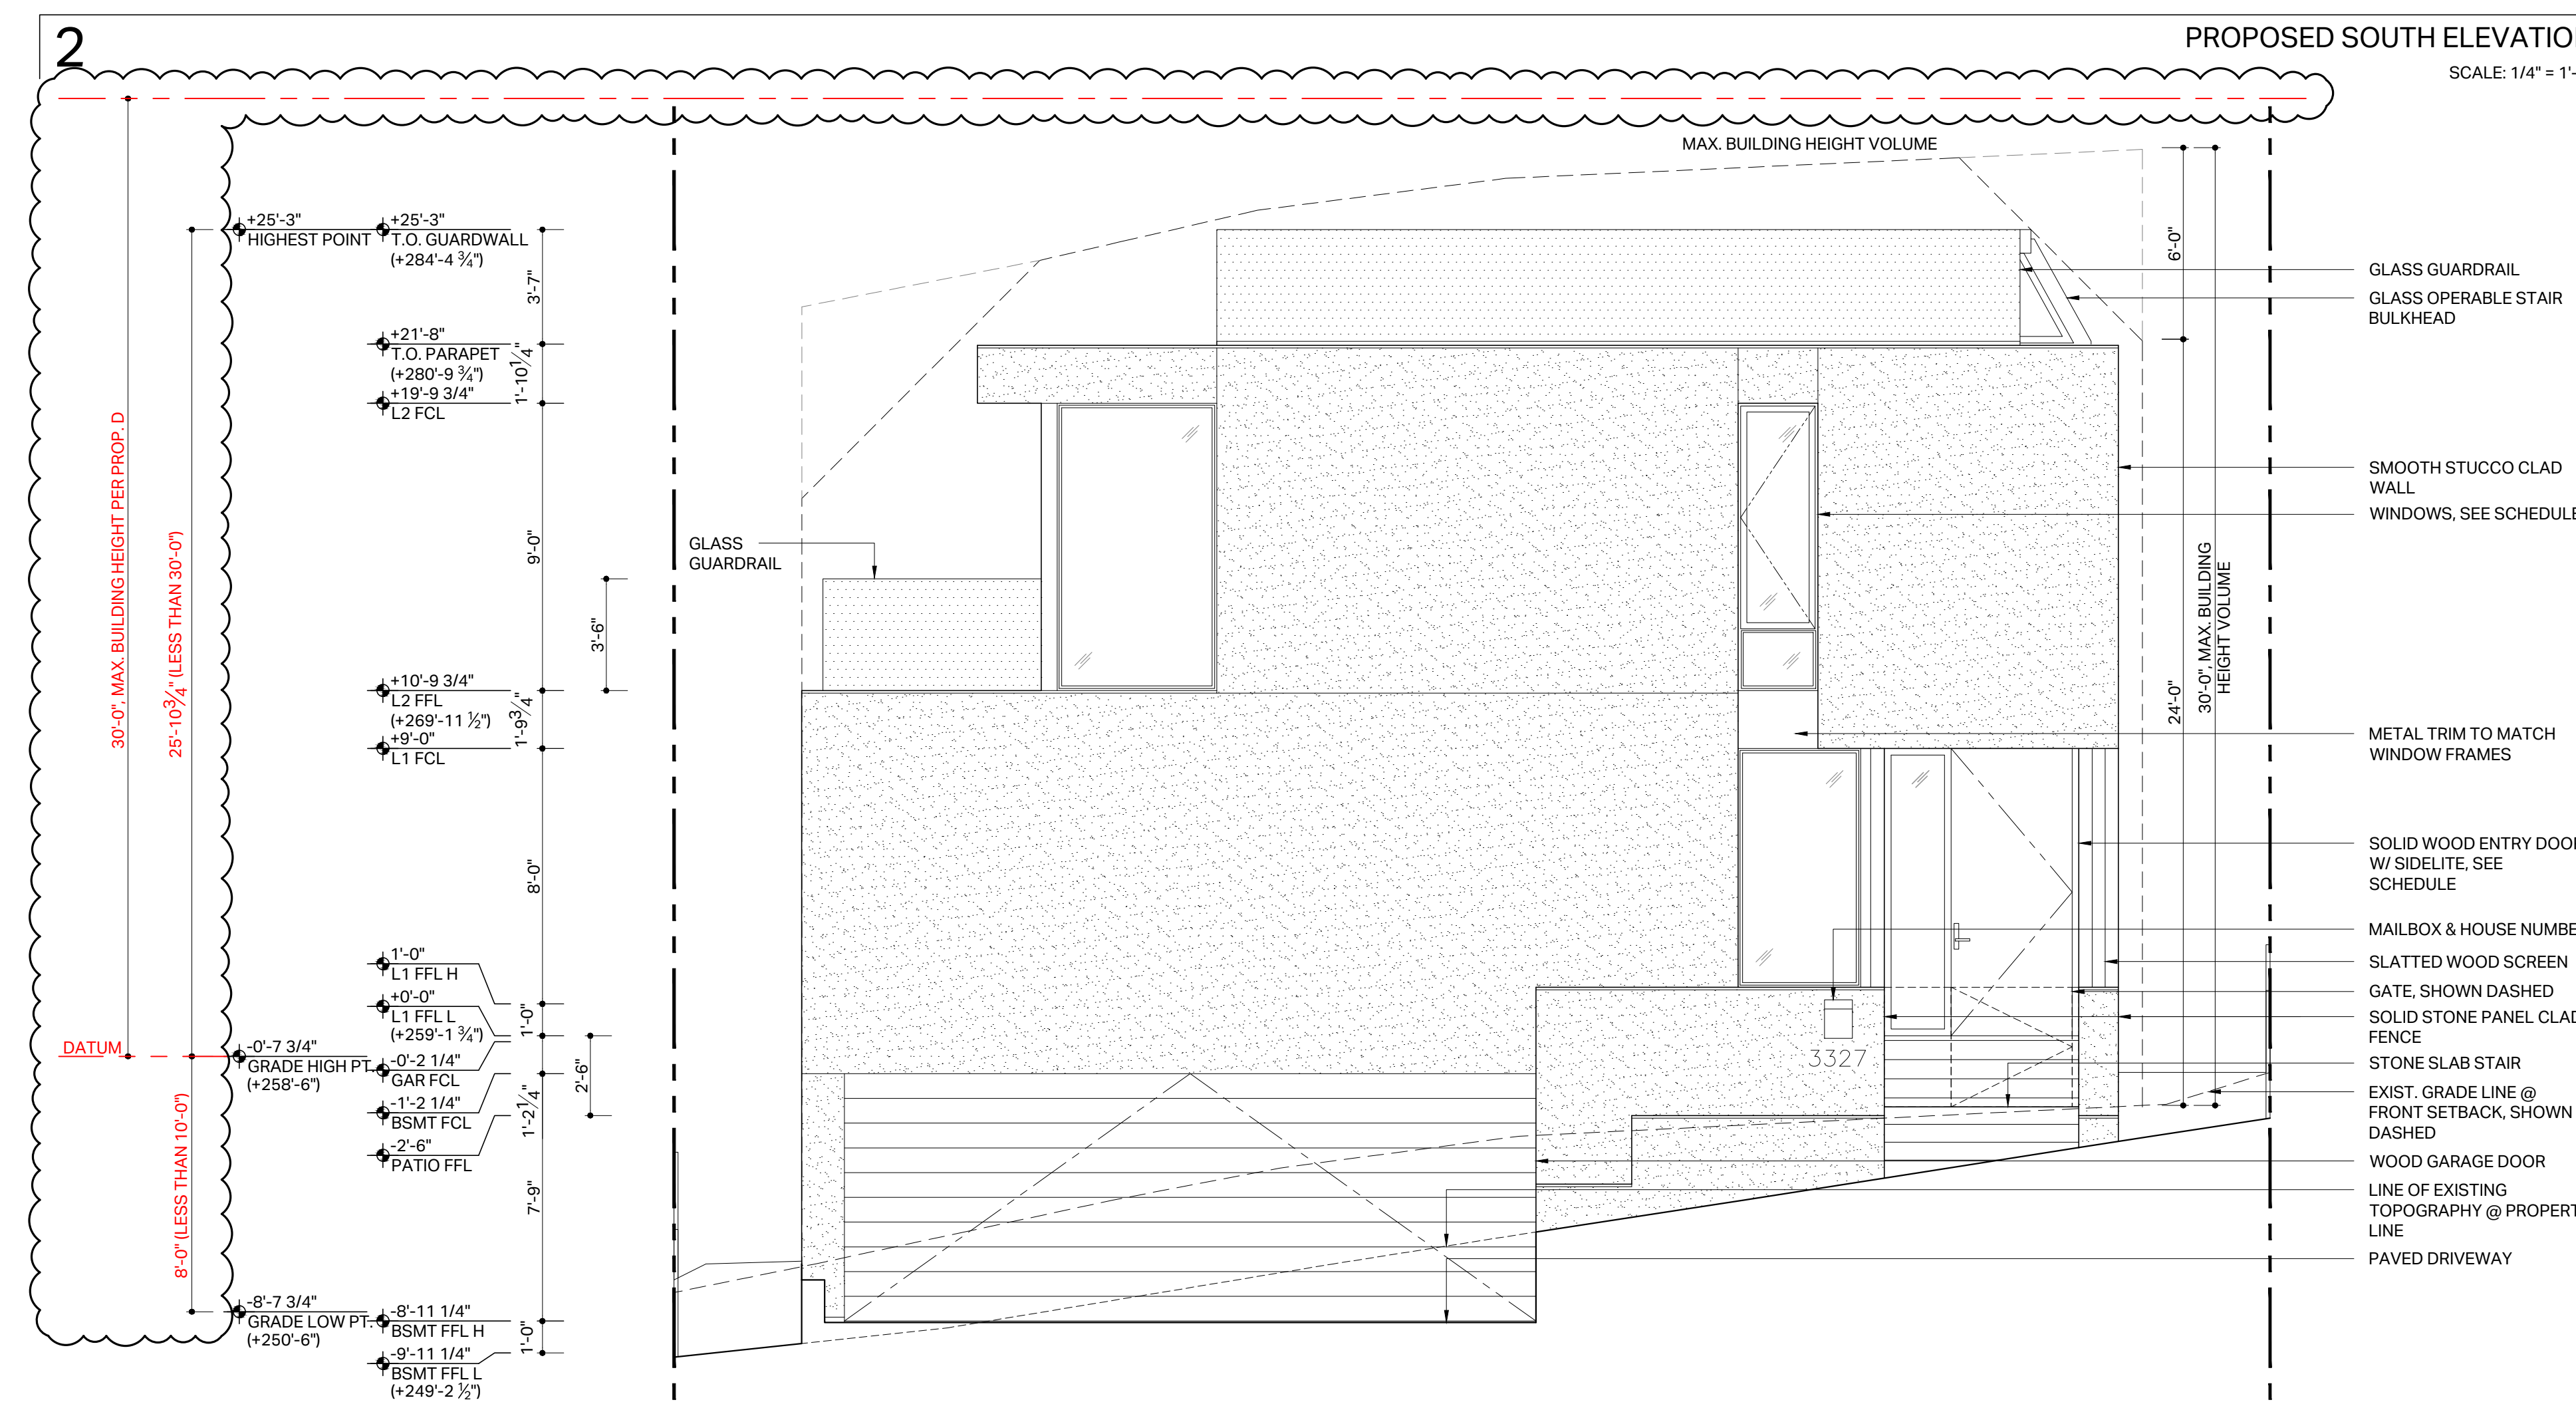 2
PROPOSED SOUTH ELEVATIO
SCALE: 1/4" = 1'-
MAX. BUILDING HEIGHT VOLUME
30'-0", MAX. BUILDING HEIGHT PER PROP. D
25'-10 3/4" (LESS THAN 30'-0")
8'-0" (LESS THAN 10'-0")
DATUM
+25'-3"
HIGHEST POINT
-0'-7 3/4"
GRADE HIGH PT.
(+258'-6")
-8'-7 3/4"
GRADE LOW PT.
(+250'-6")
+25'-3"
T.O. GUARDWALL
(+284'-4 3/4")
+21'-8"
T.O. PARAPET
(+280'-9 3/4")
+19'-9 3/4"
L2 FCL
+10'-9 3/4"
L2 FFL
(+269'-11 1/2")
+9'-0"
L1 FCL
1'-0"
L1 FFL H
+0'-0"
L1 FFL L
(+259'-1 3/4")
-0'-2 1/4"
GAR FCL
-1'-2 1/4"
BSMT FCL
-2'-6"
PATIO FFL
-8'-11 1/4"
BSMT FFL H
-9'-11 1/4"
BSMT FFL L
(+249'-2 1/2")
3'-7"
1'-10 1/4"
9'-0"
1'-9 3/4"
8'-0"
1'-0"
1'-2 1/4"
7'-9"
1'-0"
3'-6"
2'-6"
GLASS
GUARDRAIL
3327
6'-0"
24'-0"
30'-0", MAX. BUILDING
HEIGHT VOLUME
GLASS GUARDRAIL
GLASS OPERABLE STAIR
BULKHEAD
SMOOTH STUCCO CLAD
WALL
WINDOWS, SEE SCHEDULE
METAL TRIM TO MATCH
WINDOW FRAMES
SOLID WOOD ENTRY DOOR
W/ SIDELITE, SEE
SCHEDULE
MAILBOX & HOUSE NUMBE
SLATTED WOOD SCREEN
GATE, SHOWN DASHED
SOLID STONE PANEL CLAD
FENCE
STONE SLAB STAIR
EXIST. GRADE LINE @
FRONT SETBACK, SHOWN
DASHED
WOOD GARAGE DOOR
LINE OF EXISTING
TOPOGRAPHY @ PROPERT
LINE
PAVED DRIVEWAY